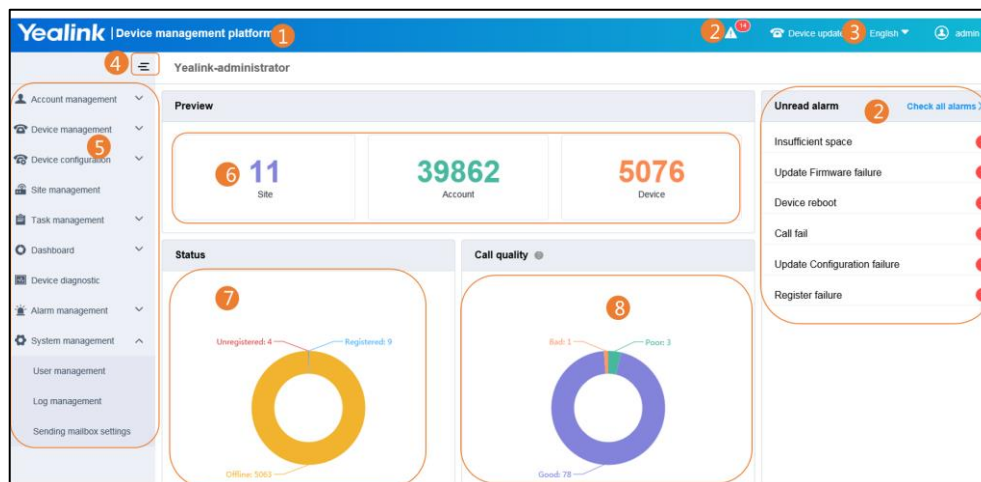 Yealink | Device management platform 1
2 14 Device update 3 English admin
4 Yealink-administrator
Account management
Device management
5
Device configuration
Site management
Task management
Dashboard
Device diagnostic
Alarm management
System management
User management
Log management
Sending mailbox settings
Preview
6 11 39862 5076
Site Account Device
Status
7
Unregistered: 4 Registered: 9
Offline: 5063
Call quality
8
Bad: 1 Poor: 3
Good: 78
Unread alarm 2 Check all alarms
Insufficient space
Update Firmware failure
Device reboot
Call fail
Update Configuration failure
Register failure